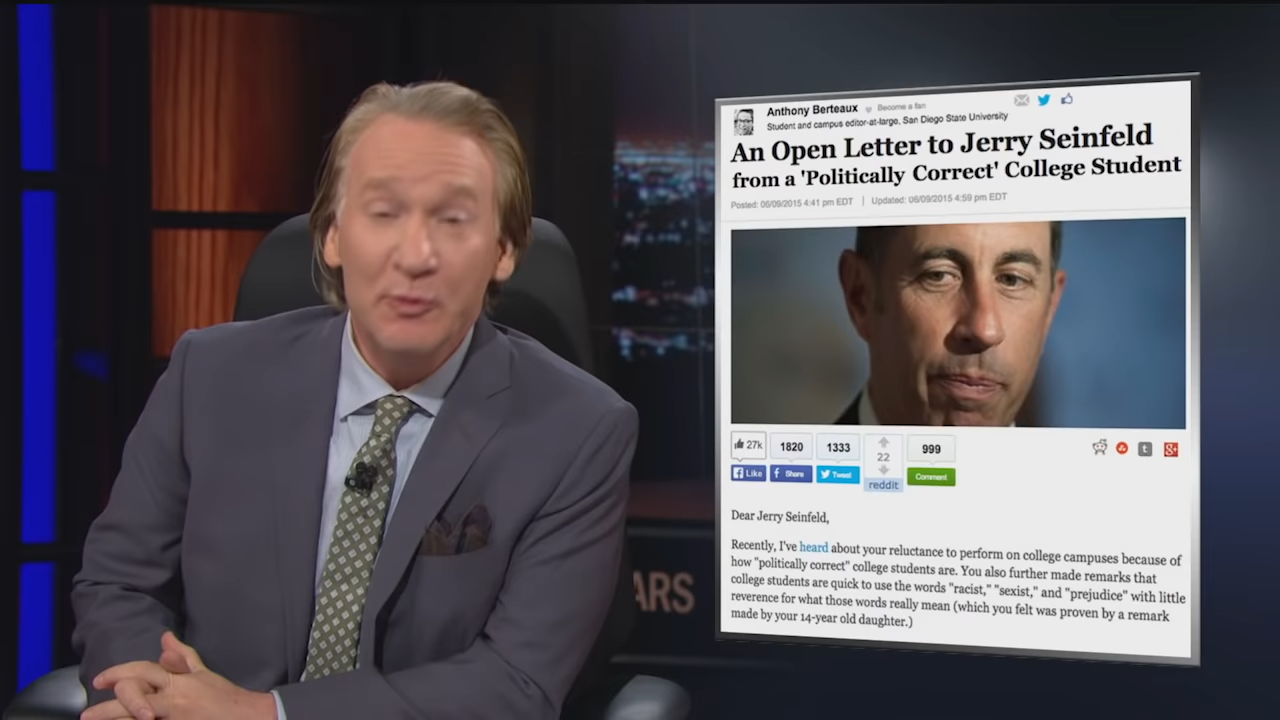 Anthony Berteaux Become a fan
Student and campus editor-at-large, San Diego State University
An Open Letter to Jerry Seinfeld
from a 'Politically Correct' College Student
Posted: 06/09/2015 4:41 pm EDT | Updated: 06/09/2015 4:59 pm EDT
27k 1820 1333 22 999
Like Share Tweet reddit Comment
Dear Jerry Seinfeld,
Recently, I've heard about your reluctance to perform on college campuses because of
how "politically correct" college students are. You also further made remarks that
college students are quick to use the words "racist," "sexist," and "prejudice" with little
reverence for what those words really mean (which you felt was proven by a remark
made by your 14-year old daughter.)
ARS